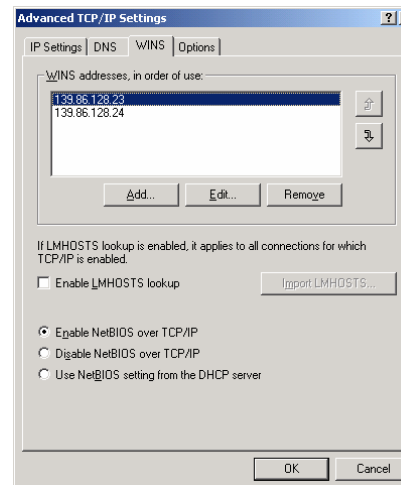 Advanced TCP/IP Settings ?
IP Settings DNS WINS Options
WINS addresses, in order of use:
139.86.128.23
139.86.128.24
Add... Edit... Remove
If LMHOSTS lookup is enabled, it applies to all connections for which
TCP/IP is enabled.
Enable LMHOSTS lookup Import LMHOSTS...
Enable NetBIOS over TCP/IP
Disable NetBIOS over TCP/IP
Use NetBIOS setting from the DHCP server
OK Cancel